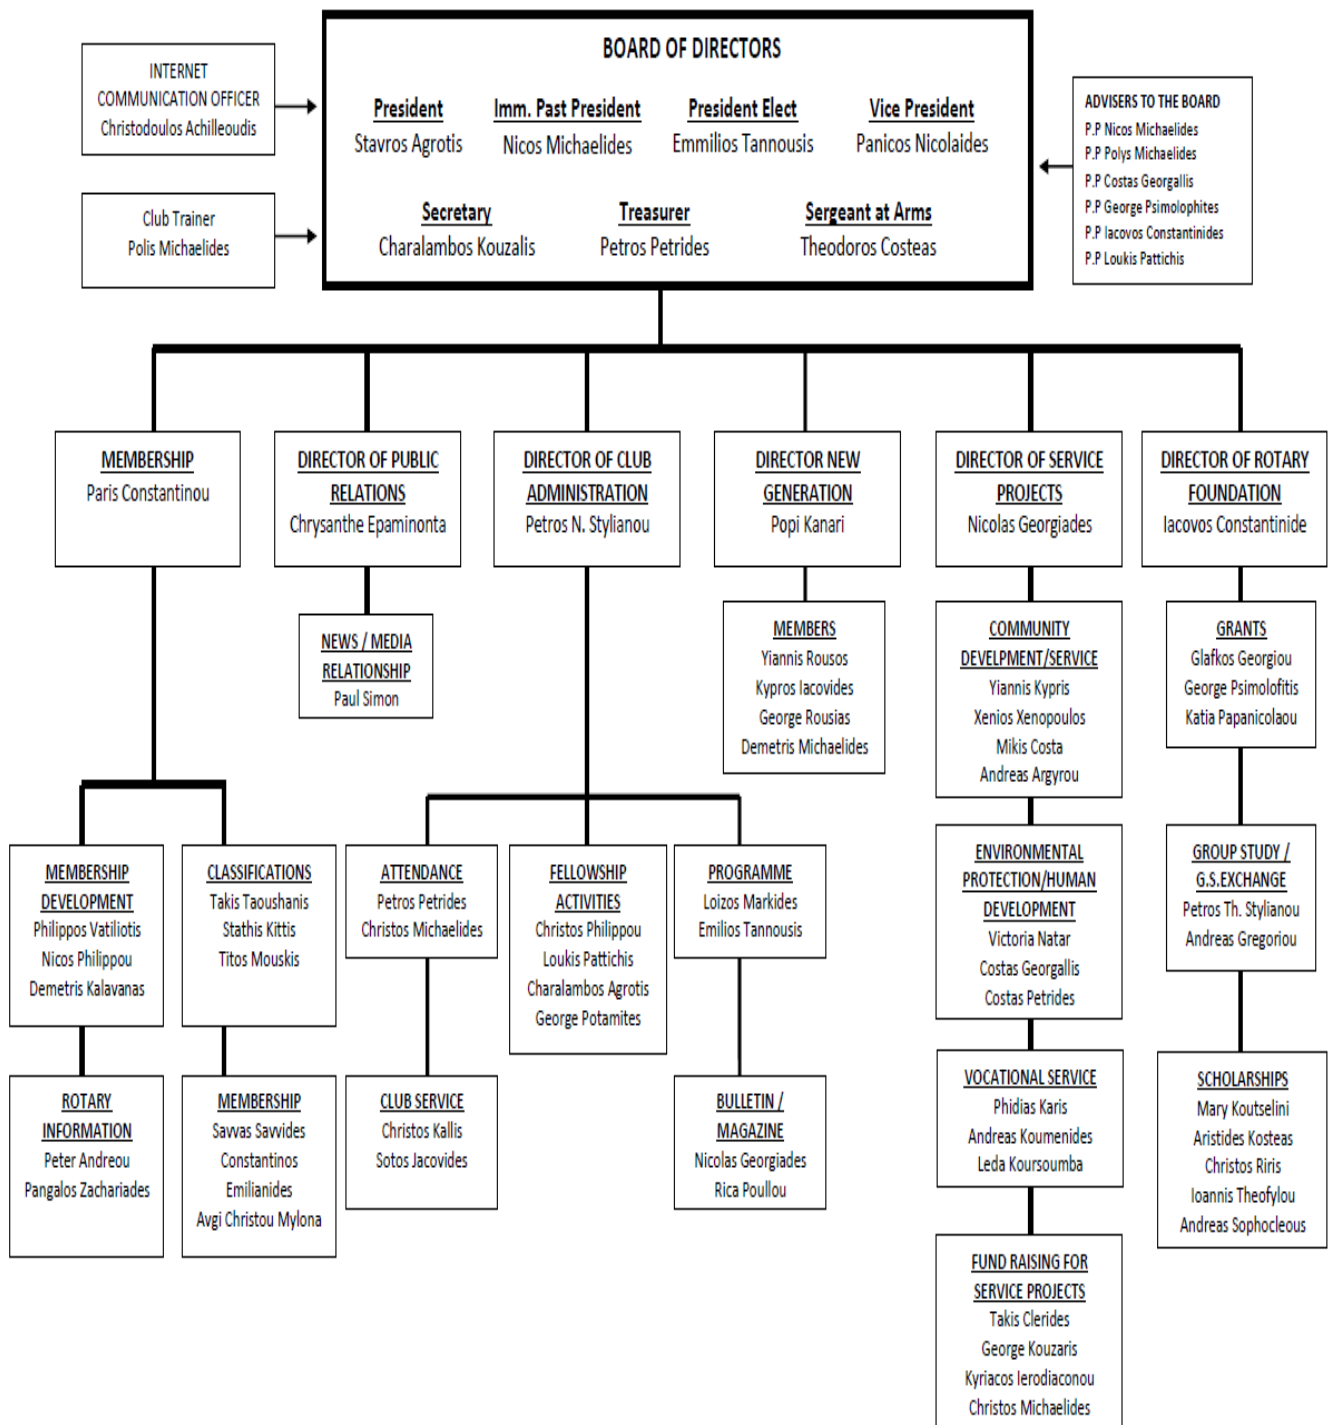 BOARD OF DIRECTORS
INTERNET
COMMUNICATION OFFICER
Christodoulos Achilleoudis
Club Trainer
Polis Michaelides
President
Stavros Agrotis
Imm. Past President
Nicos Michaelides
President Elect
Emmilios Tannousis
Vice President
Panicos Nicolaides
Secretary
Charalambos Kouzalis
Treasurer
Petros Petrides
Sergeant at Arms
Theodoros Costeas
ADVISERS TO THE BOARD
P.P Nicos Michaelides
P.P Polys Michaelides
P.P Costas Georgallis
P.P George Psimolophites
P.P Iacovos Constantinides
P.P Loukis Pattichis
MEMBERSHIP
Paris Constantinou
DIRECTOR OF PUBLIC
RELATIONS
Chrysanthe Epaminonta
DIRECTOR OF CLUB
ADMINISTRATION
Petros N. Stylianou
DIRECTOR NEW
GENERATION
Popi Kanari
DIRECTOR OF SERVICE
PROJECTS
Nicolas Georgiades
DIRECTOR OF ROTARY
FOUNDATION
Iacovos Constantinide
NEWS / MEDIA
RELATIONSHIP
Paul Simon
MEMBERS
Yiannis Rousos
Kypros Iacovides
George Rousias
Demetris Michaelides
COMMUNITY
DEVELPMENT/SERVICE
Yiannis Kypris
Xenios Xenopoulos
Mikis Costa
Andreas Argyrou
GRANTS
Glafkos Georgiou
George Psimolofitis
Katia Papanicolaou
MEMBERSHIP
DEVELOPMENT
Philippos Vatiliotis
Nicos Philippou
Demetris Kalavanas
CLASSIFICATIONS
Takis Taoushanis
Stathis Kittis
Titos Mouskis
ATTENDANCE
Petros Petrides
Christos Michaelides
FELLOWSHIP
ACTIVITIES
Christos Philippou
Loukis Pattichis
Charalambos Agrotis
George Potamites
PROGRAMME
Loizos Markides
Emilios Tannousis
ENVIRONMENTAL
PROTECTION/HUMAN
DEVELOPMENT
Victoria Natar
Costas Georgallis
Costas Petrides
GROUP STUDY /
G.S.EXCHANGE
Petros Th. Stylianou
Andreas Gregoriou
ROTARY
INFORMATION
Peter Andreou
Pangalos Zachariades
MEMBERSHIP
Savvas Savvides
Constantinos
Emilianides
Avgi Christou Mylona
CLUB SERVICE
Christos Kallis
Sotos Jacovides
BULLETIN /
MAGAZINE
Nicolas Georgiades
Rica Poullou
VOCATIONAL SERVICE
Phidias Karis
Andreas Koumenides
Leda Koursoumba
SCHOLARSHIPS
Mary Koutselini
Aristides Kosteas
Christos Riris
Ioannis Theofylou
Andreas Sophocleous
FUND RAISING FOR
SERVICE PROJECTS
Takis Clerides
George Kouzaris
Kyriacos Ierodiaconou
Christos Michaelides